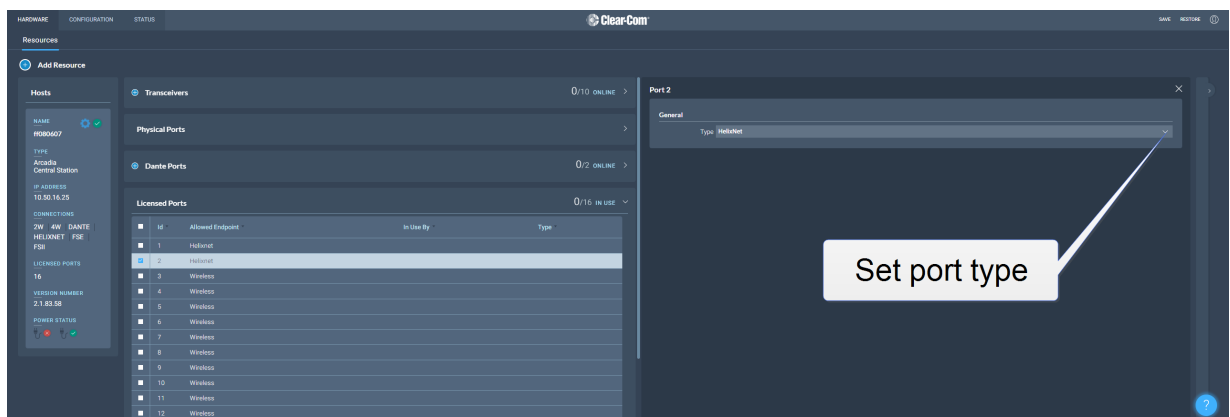 HARDWARE CONFIGURATION STATUS Clear-Com SAVE RESTORE
Resources
Add Resource
Hosts
NAME
ff080607
TYPE
Arcadia
Central Station
IP ADDRESS
10.50.16.25
CONNECTIONS
2W 4W DANTE
HELIXNET FSE
FSII
LICENSED PORTS
16
VERSION NUMBER
2.1.83.58
POWER STATUS
Transceivers 0/10 ONLINE
Physical Ports
Dante Ports 0/2 ONLINE
Licensed Ports 0/16 IN USE
Id Allowed Endpoint In Use By Type
1 Helixnet
2 Helixnet
3 Wireless
4 Wireless
5 Wireless
6 Wireless
7 Wireless
8 Wireless
9 Wireless
10 Wireless
11 Wireless
12 Wireless
Port 2
General
Type HelixNet
Set port type
?